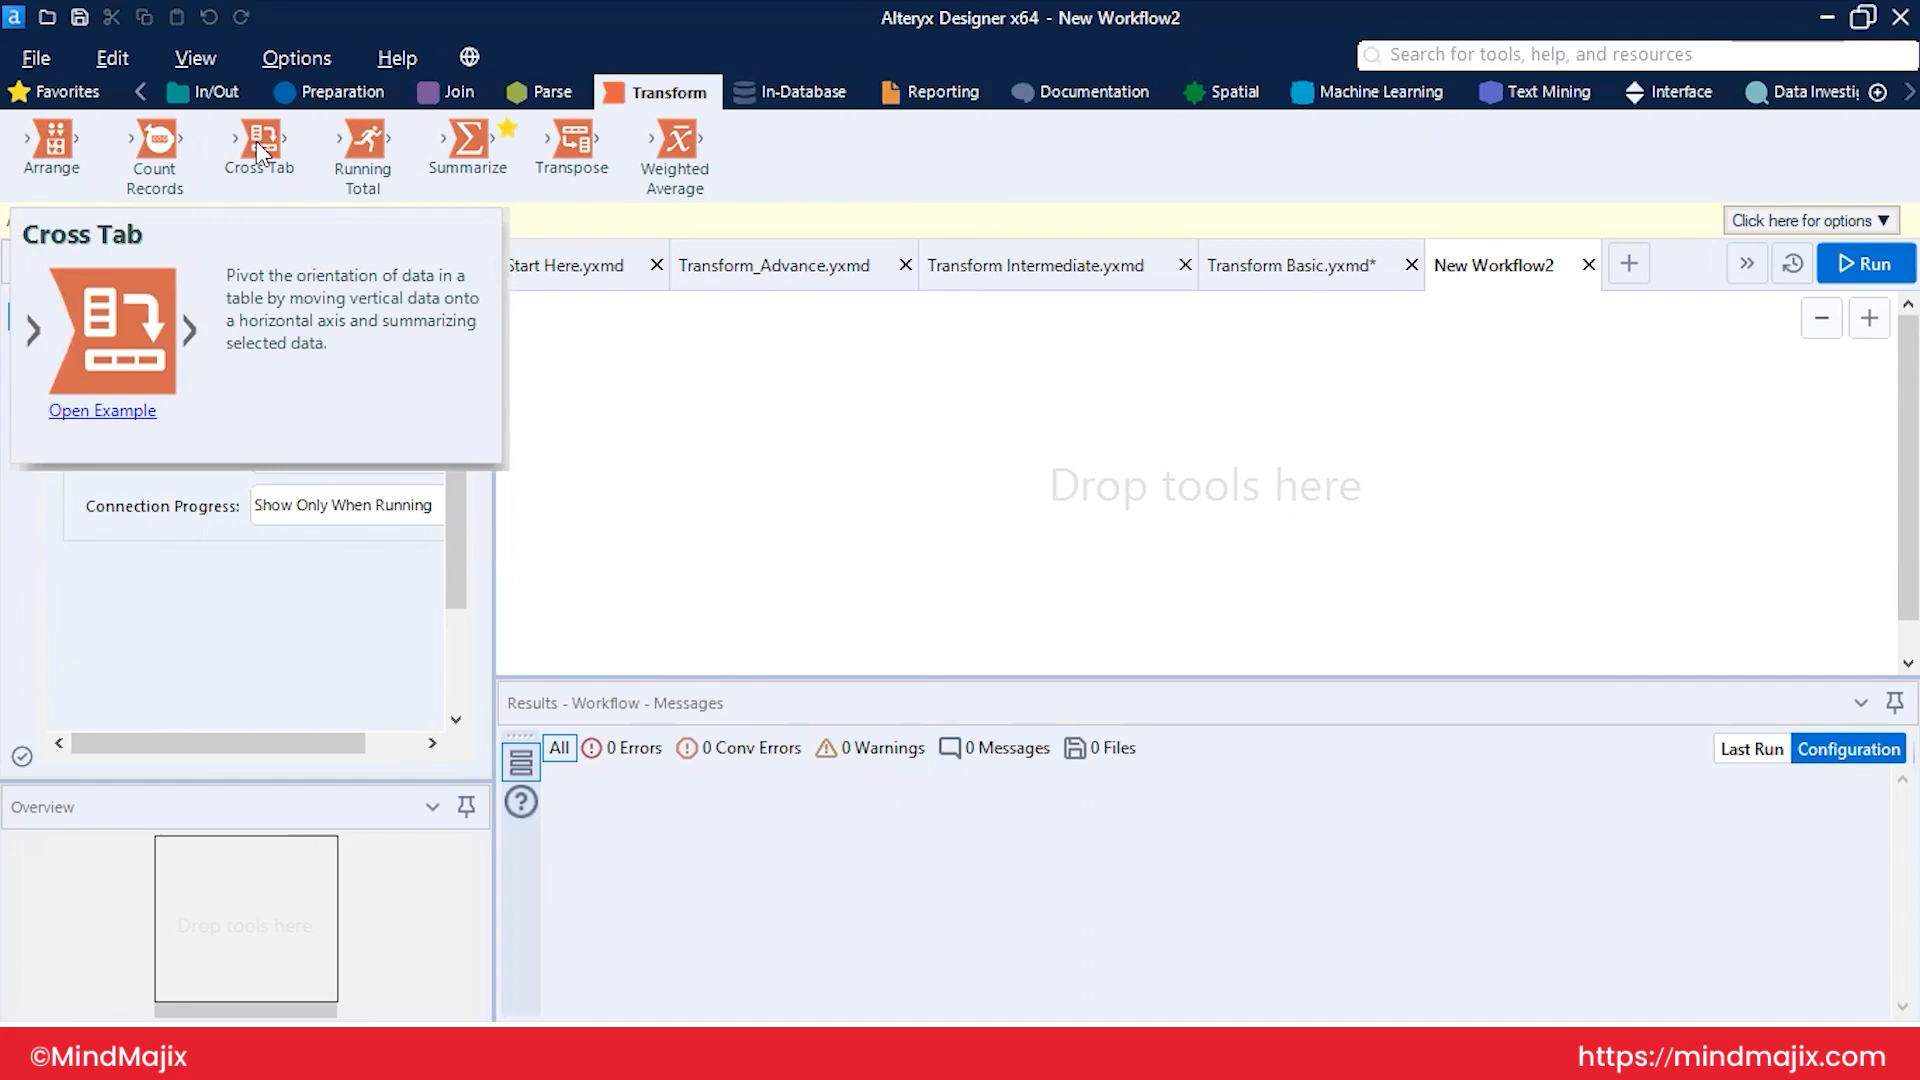 a
Alteryx Designer x64 - New Workflow2
File Edit View Options Help
Search for tools, help, and resources
Favorites In/Out Preparation Join Parse Transform In-Database Reporting Documentation Spatial Machine Learning Text Mining Interface Data Investi
Arrange
Count
Records
Cross Tab
Running
Total
Summarize
Transpose
Weighted
Average
Click here for options ▼
Cross Tab
Pivot the orientation of data in a
table by moving vertical data onto
a horizontal axis and summarizing
selected data.
Open Example
Start Here.yxmd Transform_Advance.yxmd Transform Intermediate.yxmd Transform Basic.yxmd* New Workflow2
Run
Drop tools here
Connection Progress: Show Only When Running
Results - Workflow - Messages
All 0 Errors 0 Conv Errors 0 Warnings 0 Messages 0 Files
Last Run Configuration
Overview
Drop tools here
©MindMajix
https://mindmajix.com